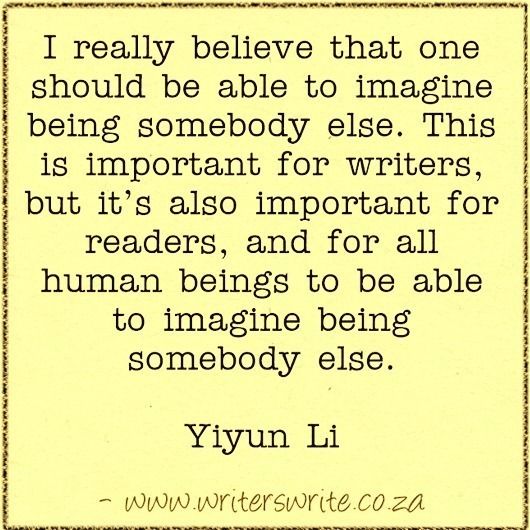 I really believe that one
should be able to imagine
being somebody else. This
is important for writers,
but it's also important for
readers, and for all
human beings to be able
to imagine being
somebody else.
Yiyun Li
- www.writerswrite.co.za